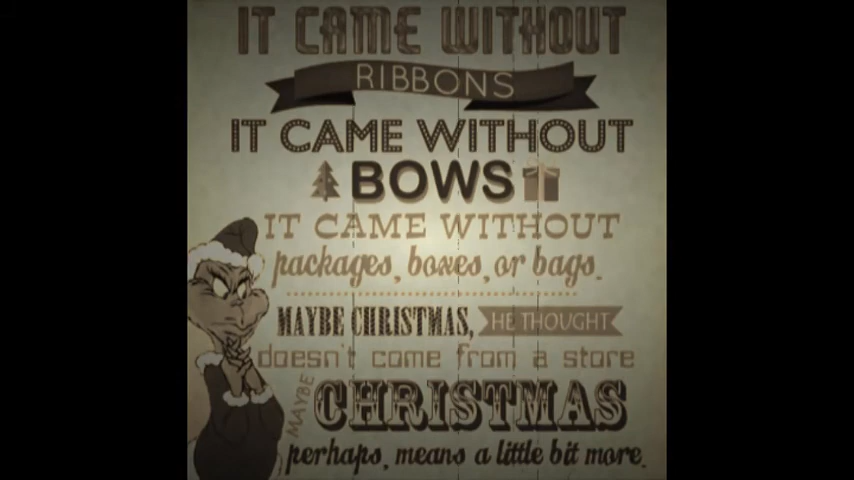 IT CAME WITHOUT
RIBBONS
IT CAME WITHOUT
BOWS
IT CAME WITHOUT
packages, boxes, or bags.
MAYBE CHRISTMAS, HE THOUGHT
doesn't come from a store
MAYBE CHRISTMAS
perhaps, means a little bit more.